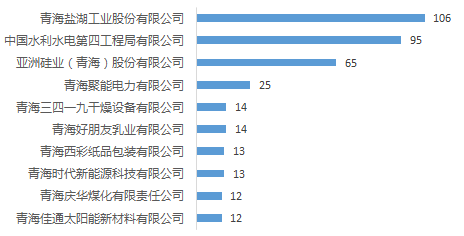 青海盐湖工业股份有限公司 106
中国水利水电第四工程局有限公司 95
亚洲硅业（青海）股份有限公司 65
青海聚能电力有限公司 25
青海三四一九干燥设备有限公司 14
青海好朋友乳业有限公司 14
青海西彩纸品包装有限公司 13
青海时代新能源科技有限公司 13
青海庆华煤化有限责任公司 12
青海佳通太阳能新材料有限公司 12